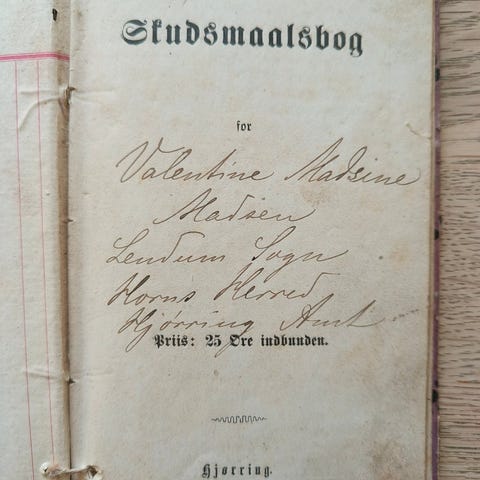 Skudsmaalsbog
for
Valentine Madsine
Madsen
Lendum Sogn
Horns Herred
Hjørring Amt
Priis: 25 Øre indbunden.
Hjørring.